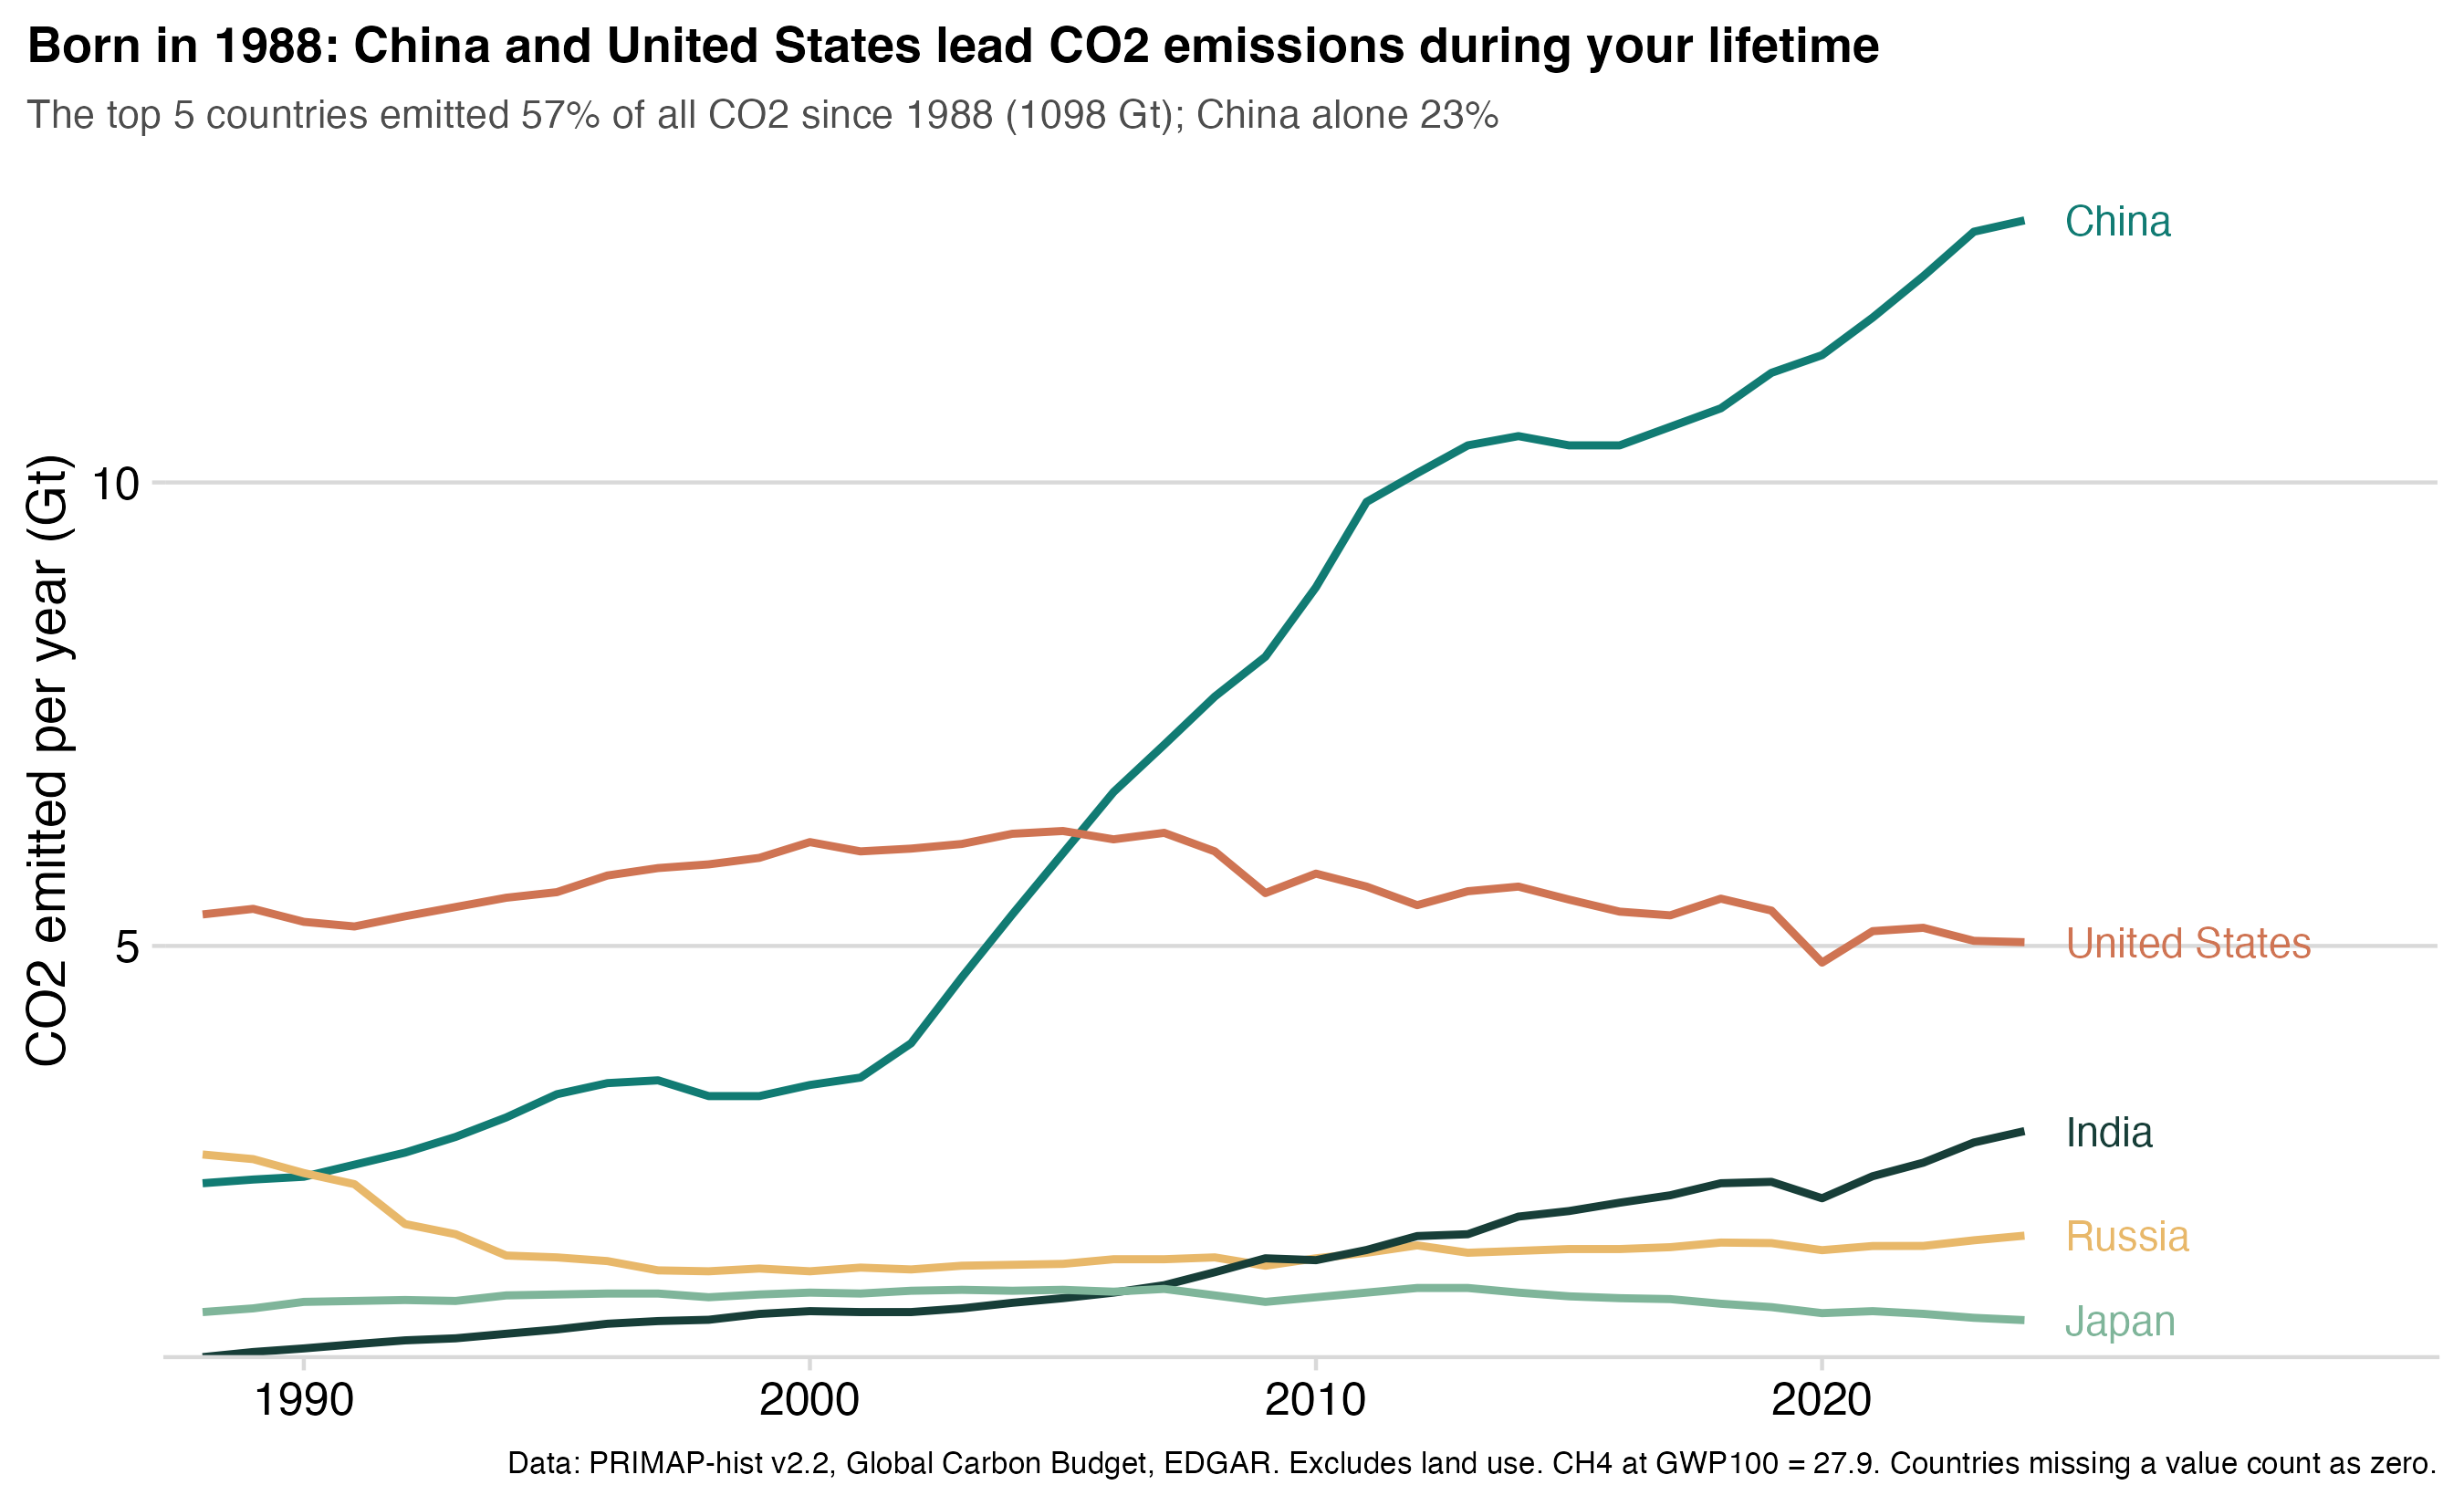 Born in 1988: China and United States lead CO2 emissions during your lifetime
The top 5 countries emitted 57% of all CO2 since 1988 (1098 Gt); China alone 23%
CO2 emitted per year (Gt)
10
5
China
United States
India
Russia
Japan
1990
2000
2010
2020
Data: PRIMAP-hist v2.2, Global Carbon Budget, EDGAR. Excludes land use. CH4 at GWP100 = 27.9. Countries missing a value count as zero.